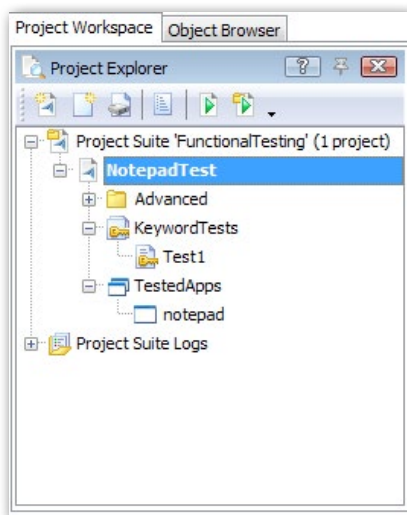 Project Workspace
Object Browser
Project Explorer
?
Project Suite 'FunctionalTesting' (1 project)
NotepadTest
Advanced
KeywordTests
Test1
TestedApps
notepad
Project Suite Logs